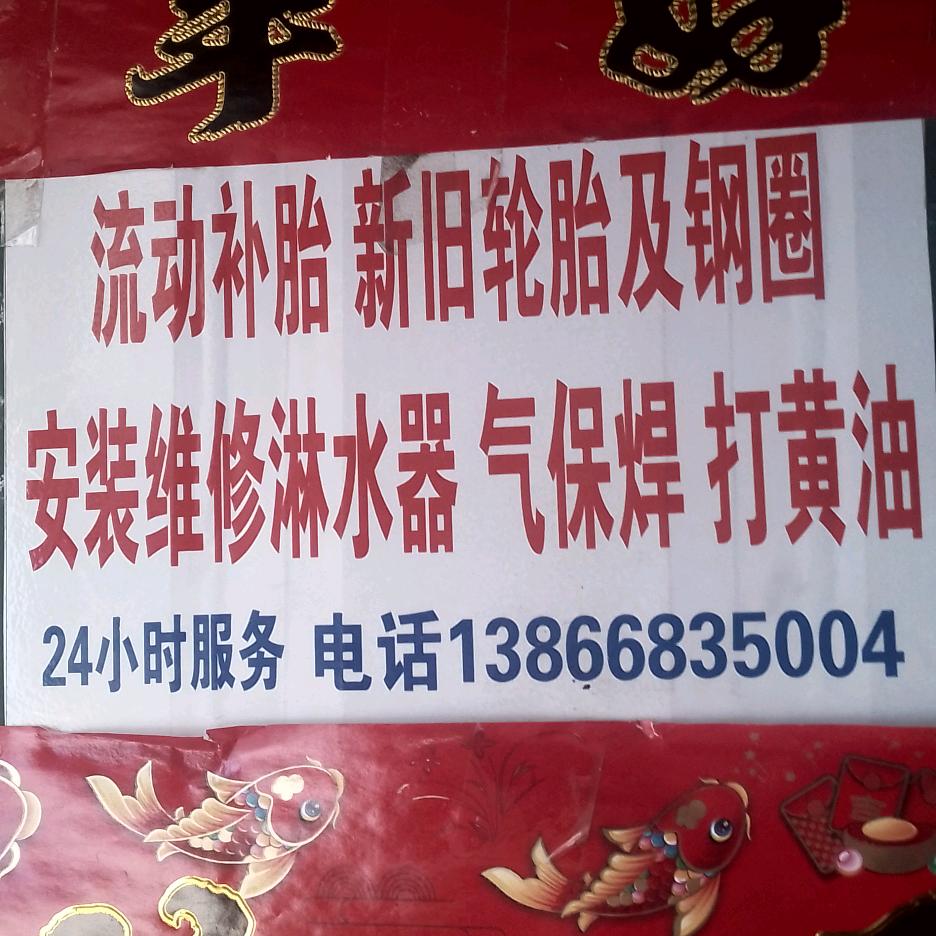 流动补胎 新旧轮胎及钢圈
安装维修淋水器 气保焊 打黄油
24小时服务 电话13866835004